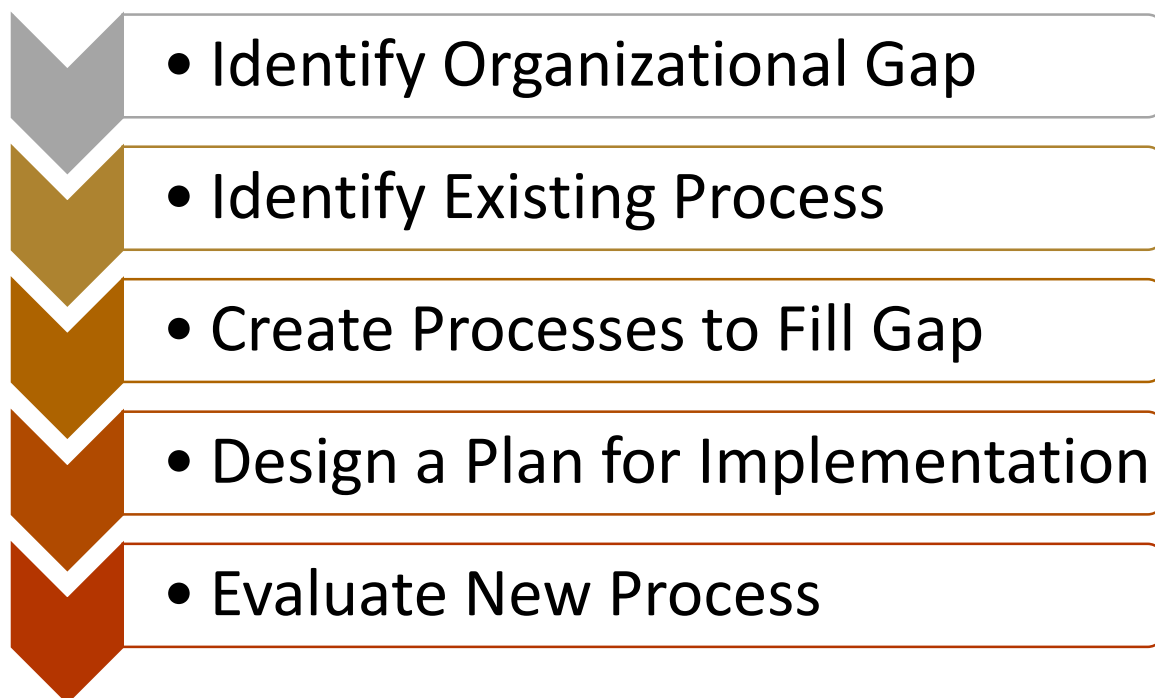 • Identify Organizational Gap
• Identify Existing Process
• Create Processes to Fill Gap
• Design a Plan for Implementation
• Evaluate New Process